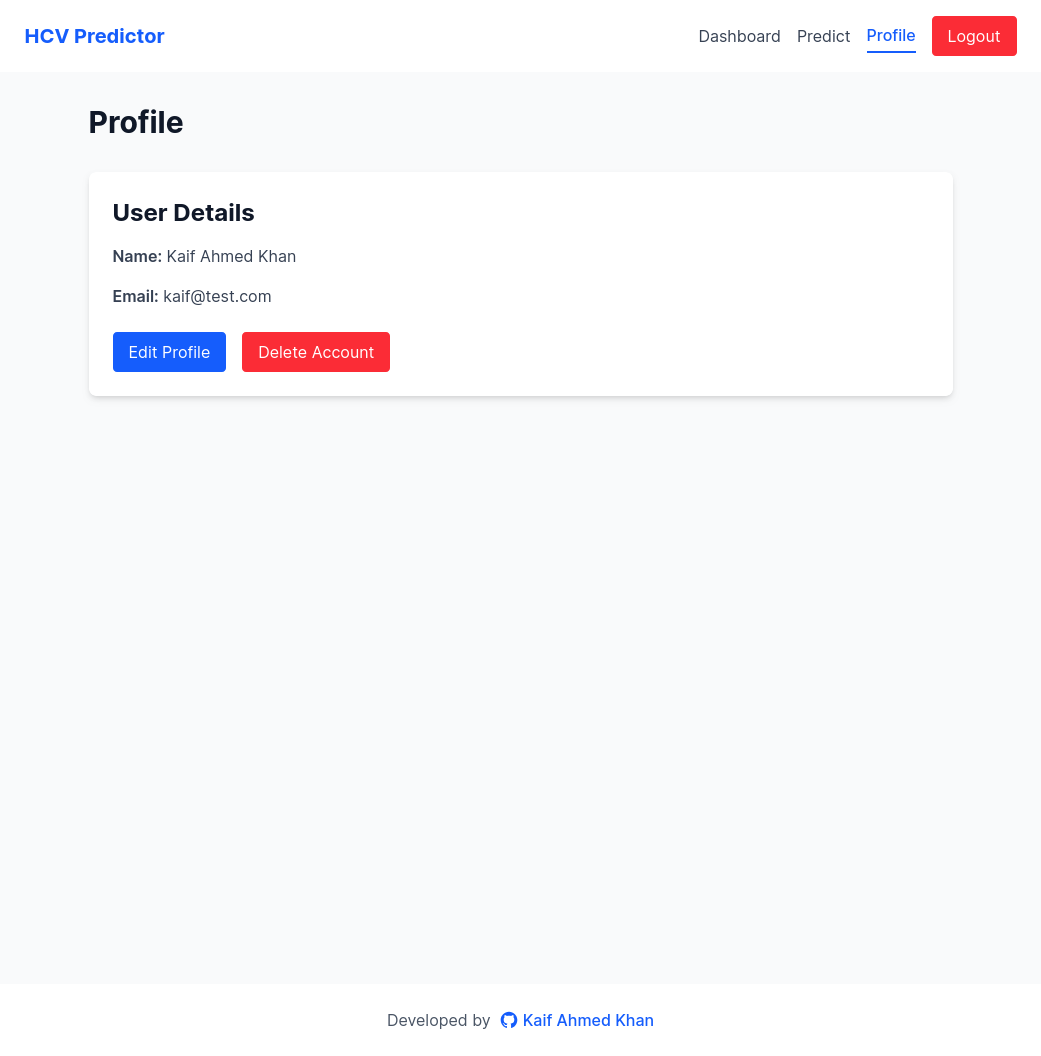 HCV Predictor Dashboard Predict Profile Logout
Profile
User Details
Name: Kaif Ahmed Khan
Email: kaif@test.com
Edit Profile Delete Account
Developed by Kaif Ahmed Khan